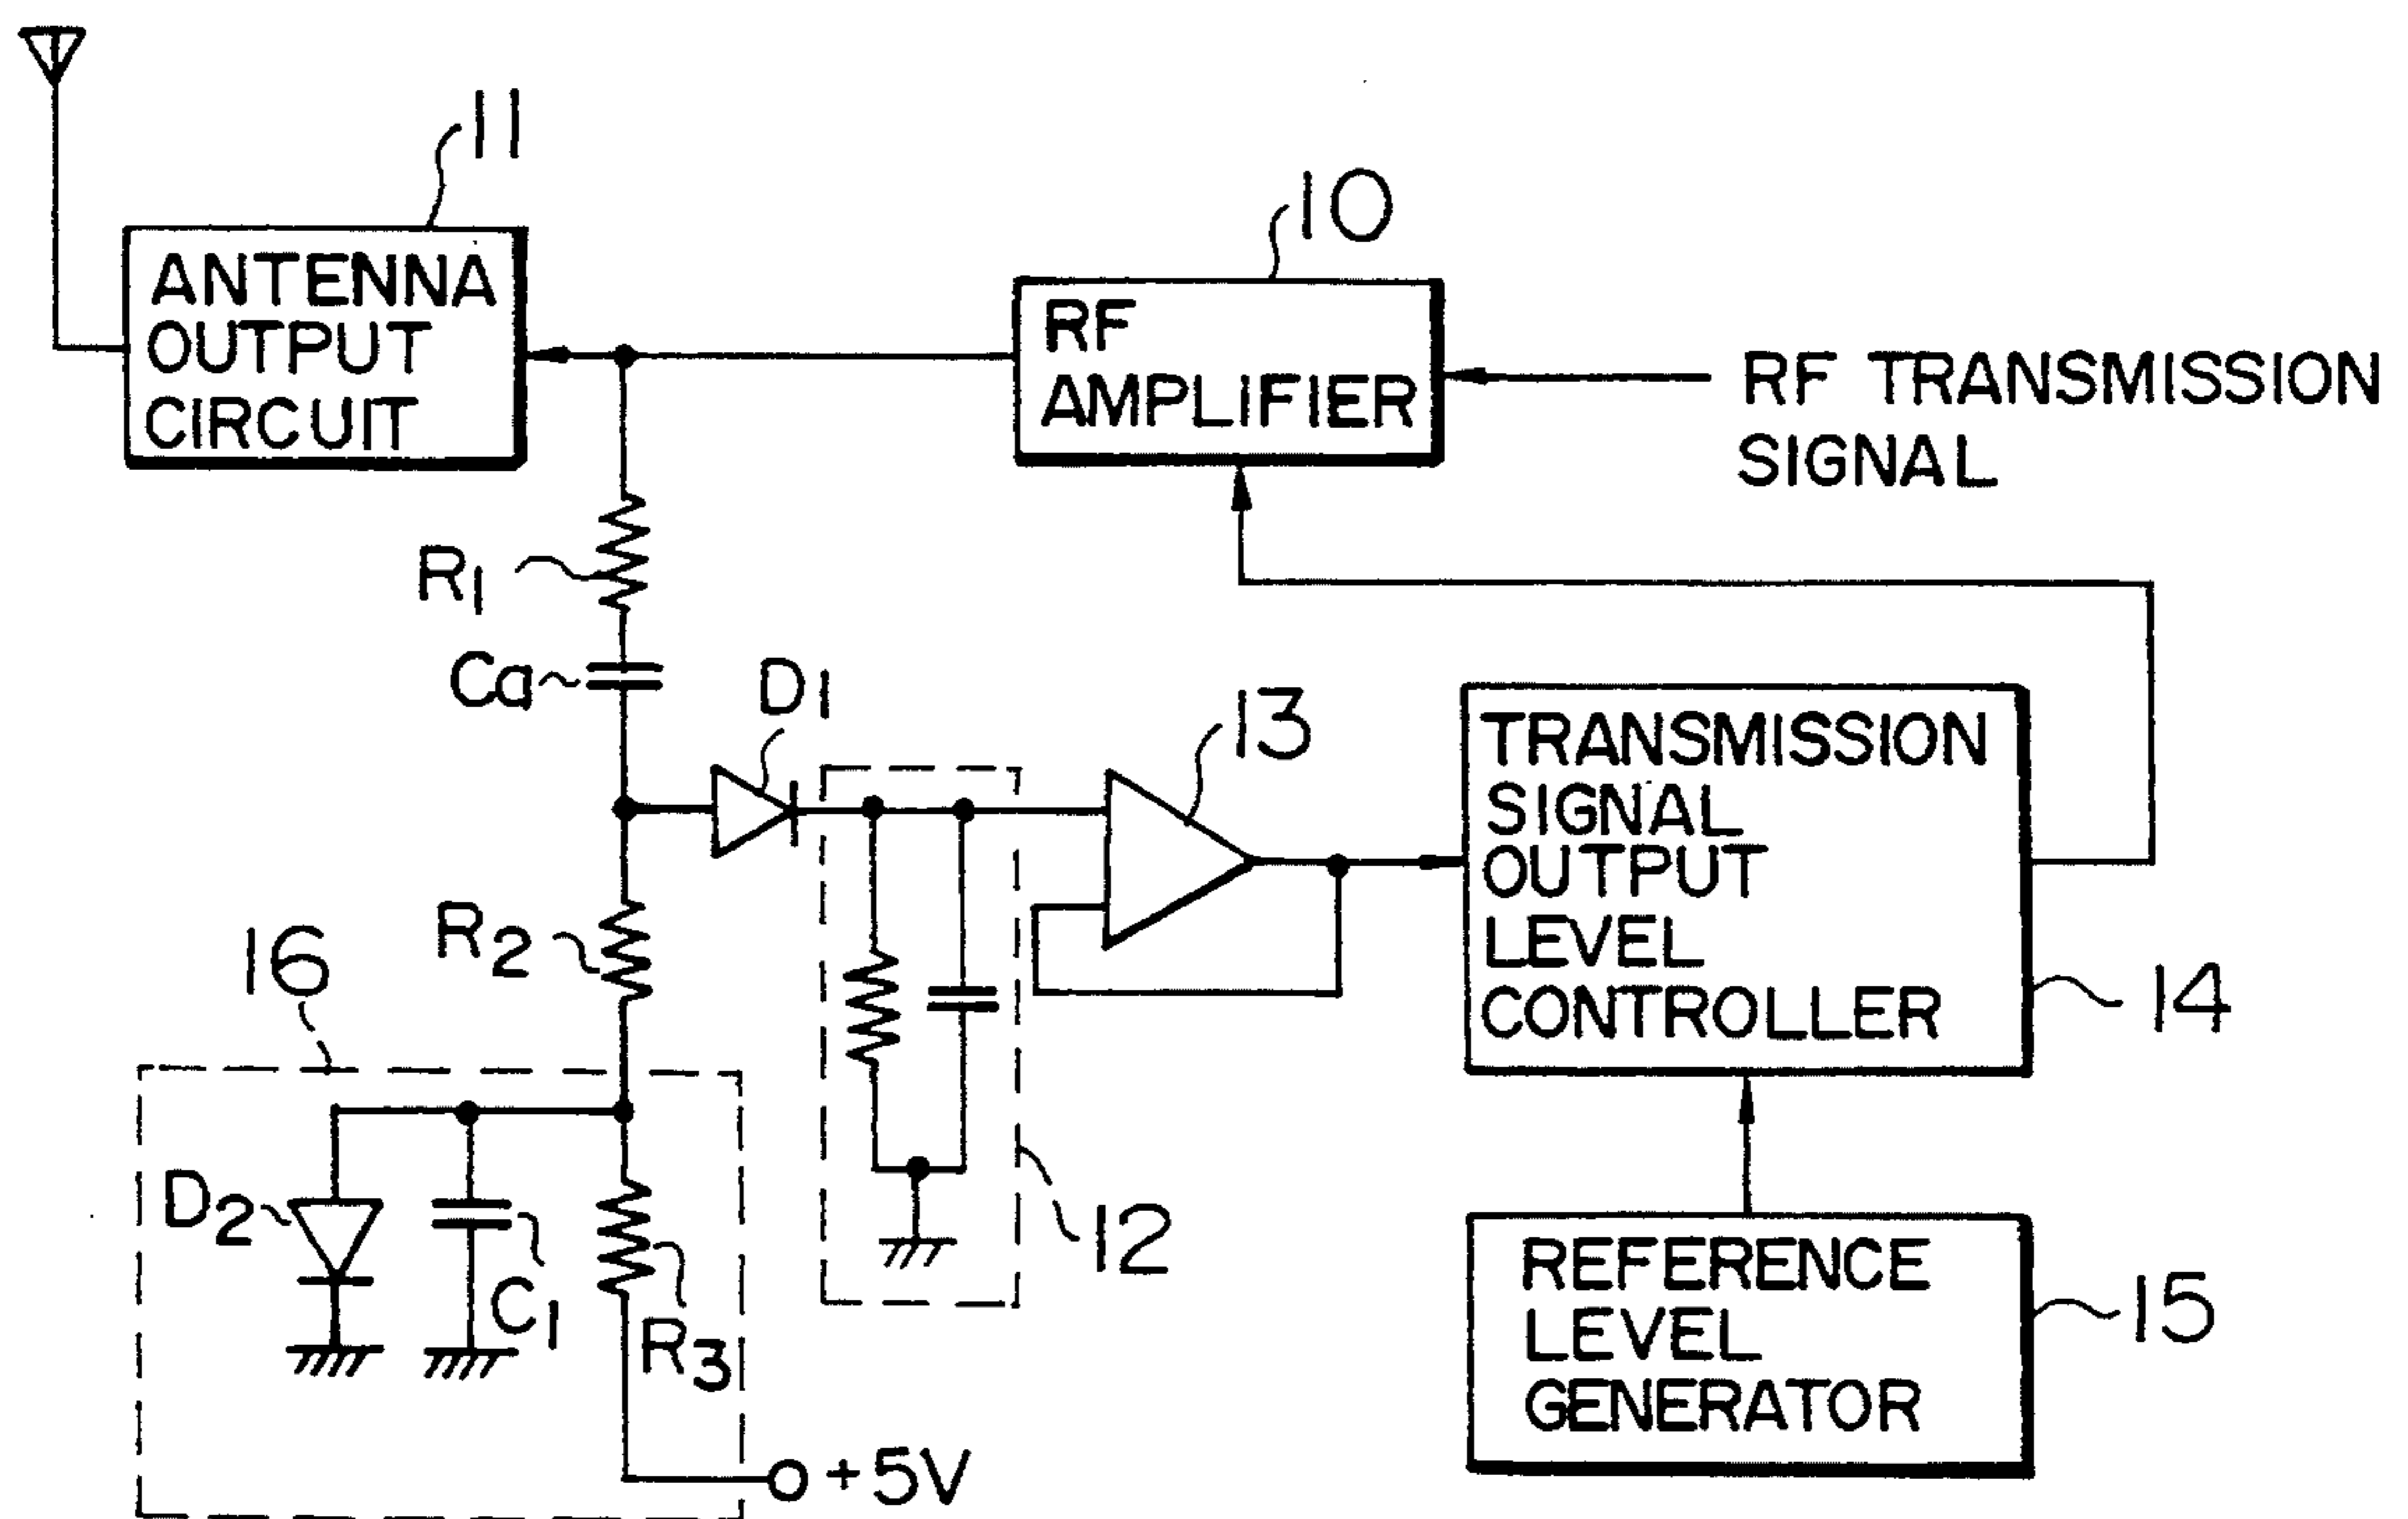 11
ANTENNA
OUTPUT
CIRCUIT
10
RF
AMPLIFIER
RF TRANSMISSION
SIGNAL
R1
Ca
D1
13
TRANSMISSION
SIGNAL
OUTPUT
LEVEL
CONTROLLER
14
R2
16
12
D2
C1
R3
+5V
REFERENCE
LEVEL
GENERATOR
15